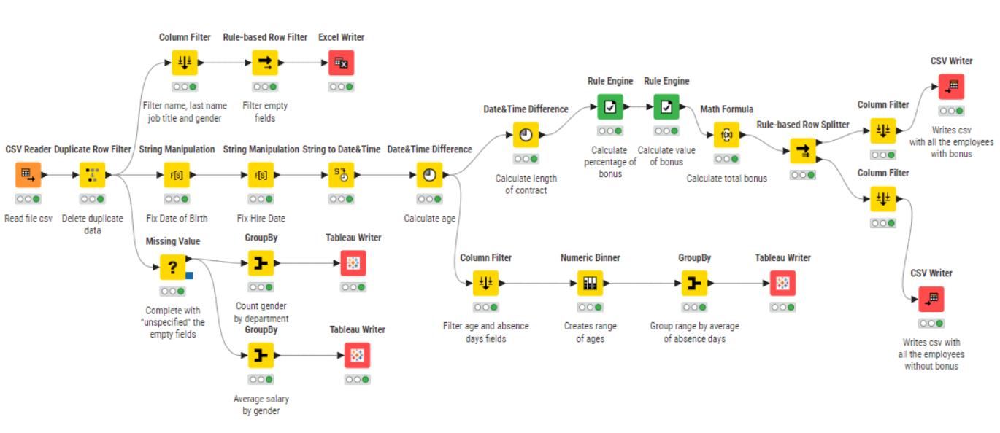 Column Filter
Rule-based Row Filter
Excel Writer
Filter name, last name
job title and gender
Filter empty
fields
CSV Reader
Read file csv
Duplicate Row Filter
Delete duplicate
data
String Manipulation
F[S]
Fix Date of Birth
String Manipulation
F[S]
Fix Hire Date
String to Date&Time
S
Date&Time Difference
Calculate age
Missing Value
?
Complete with
"unspecified" the
empty fields
GroupBy
Count gender
by department
Tableau Writer
GroupBy
Average salary
by gender
Tableau Writer
Date&Time Difference
Calculate length
of contract
Rule Engine
Calculate
percentage of
bonus
Rule Engine
Calculate value
of bonus
Math Formula
f(x)
Calculate total bonus
Rule-based Row Splitter
Column Filter
CSV Writer
Writes csv
with all the employees
with bonus
Column Filter
CSV Writer
Writes csv with
all the employees
without bonus
Column Filter
Filter age and absence
days fields
Numeric Binner
Creates range
of ages
GroupBy
Group range by average
of absence days
Tableau Writer